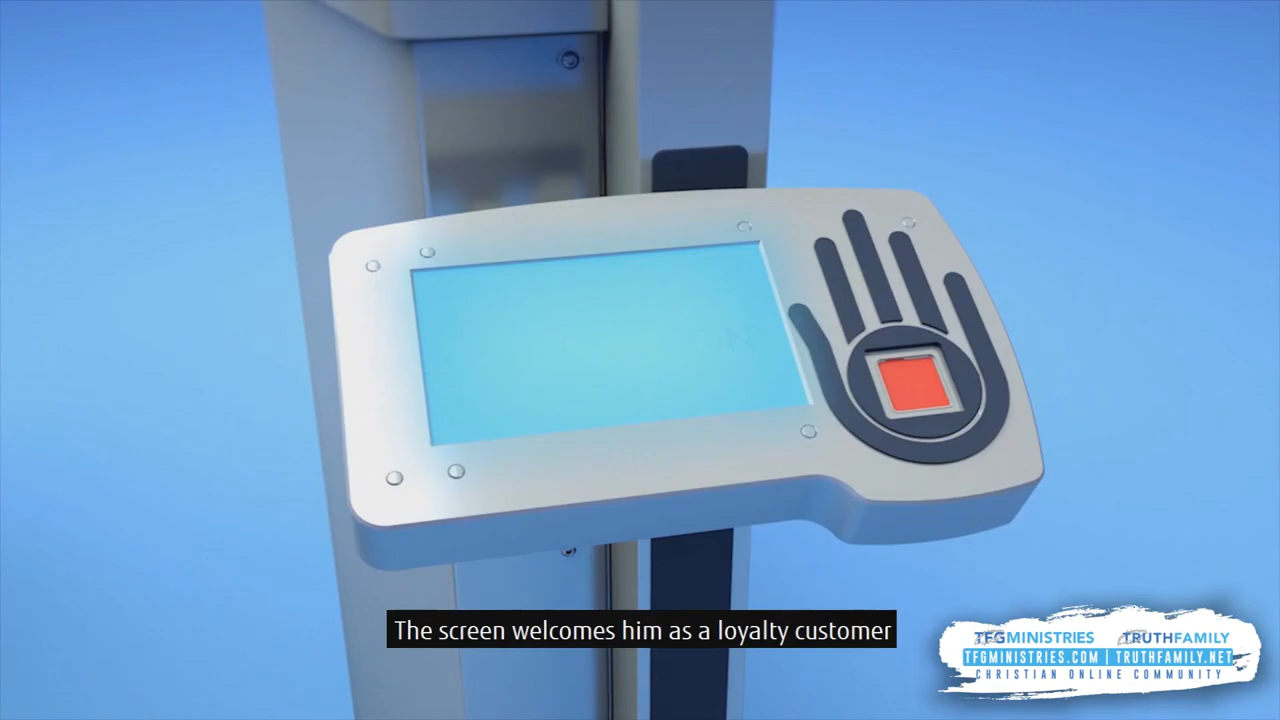 The screen welcomes him as a loyalty customer
TFGMINISTRIES TRUTHFAMILY
TFGMINISTRIES.COM | TRUTHFAMILY.NET
CHRISTIAN ONLINE COMMUNITY